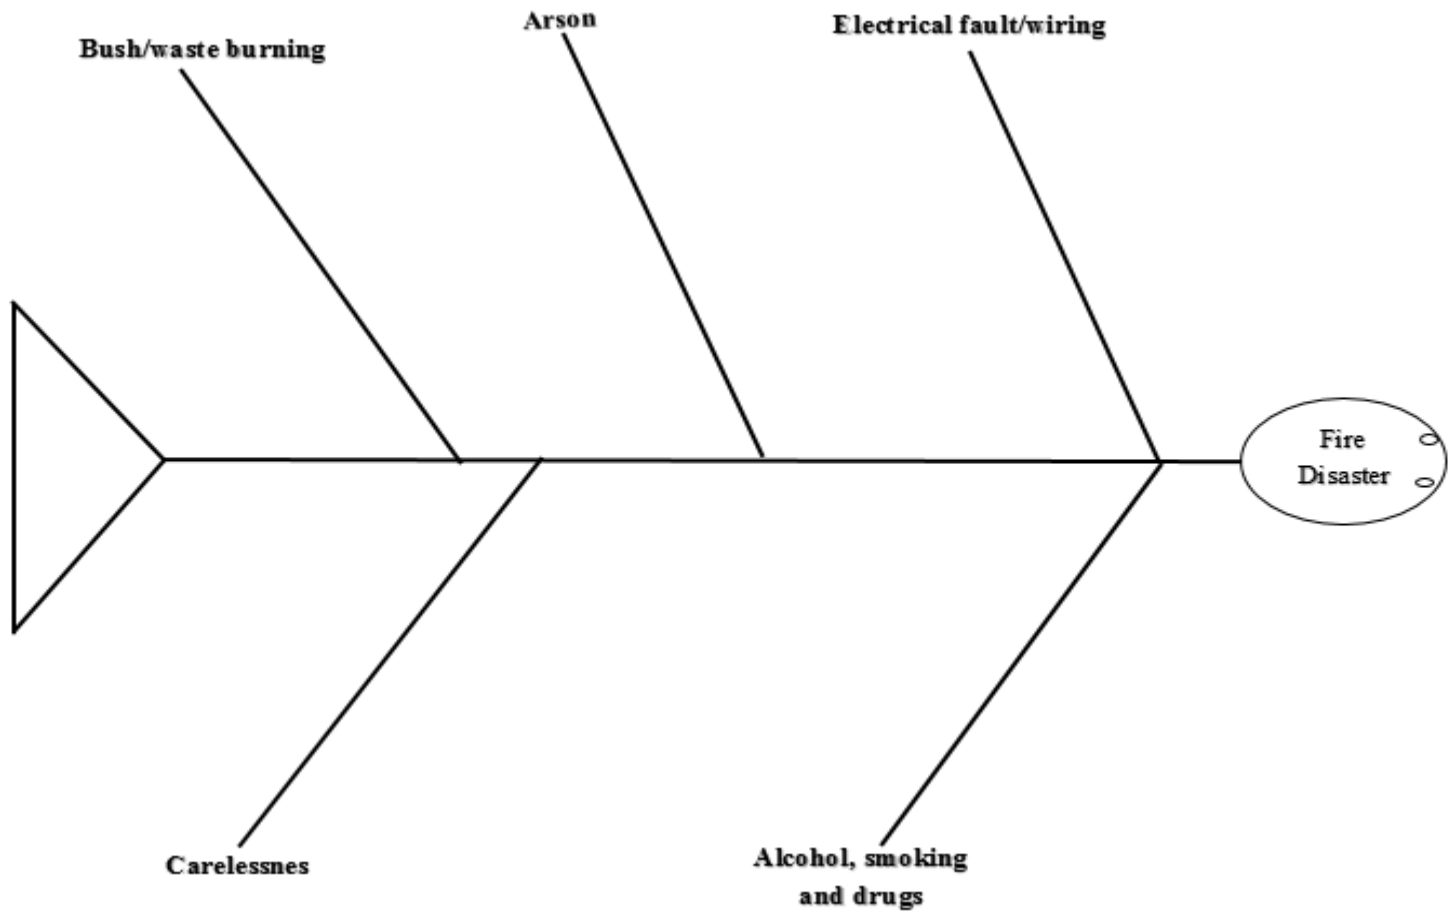 Arson
Electrical fault/wiring
Bush/waste burning
Fire
Disaster
Carelessnes
Alcohol, smoking
and drugs